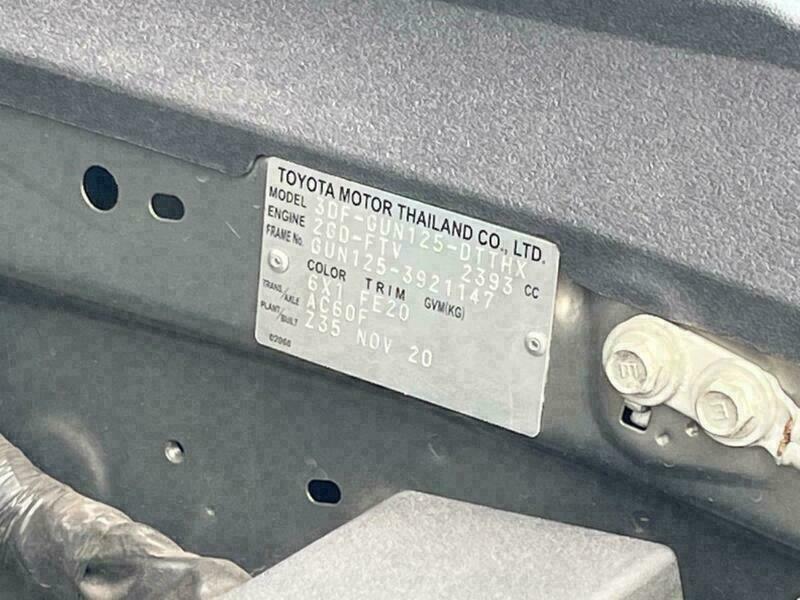 TOYOTA MOTOR THAILAND CO., LTD.
MODEL 3DF-GUN125-DTTHX
ENGINE 2GD-FTV 2393 CC
FRAME No. GUN125-3921147
COLOR TRIM GVM(KG)
6X1 FE20
TRANS/AXLE AC60F
PLANT/BUILT Z35 NOV 20
02066